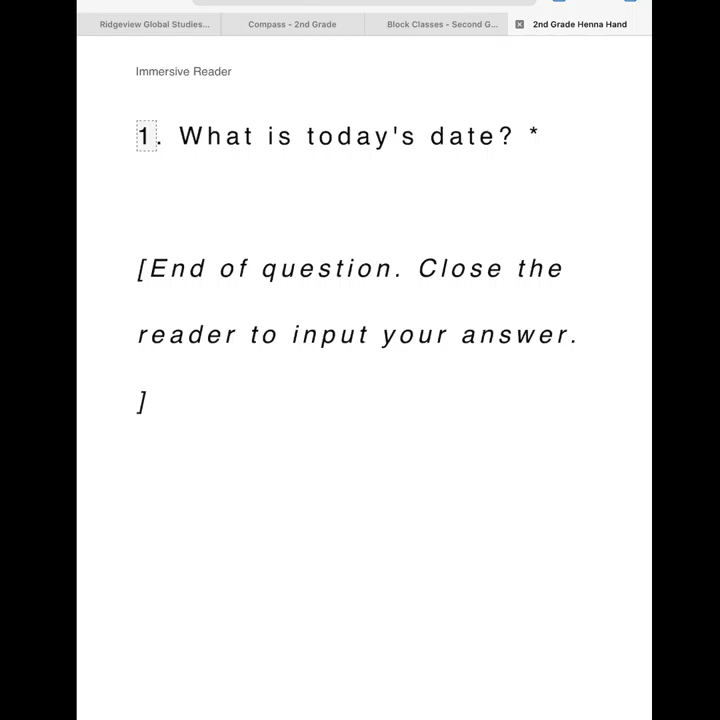 Ridgeview Global Studies...
Compass - 2nd Grade
Block Classes - Second G...
2nd Grade Henna Hand
Immersive Reader
1. What is today's date? *
[End of question. Close the
reader to input your answer.
]